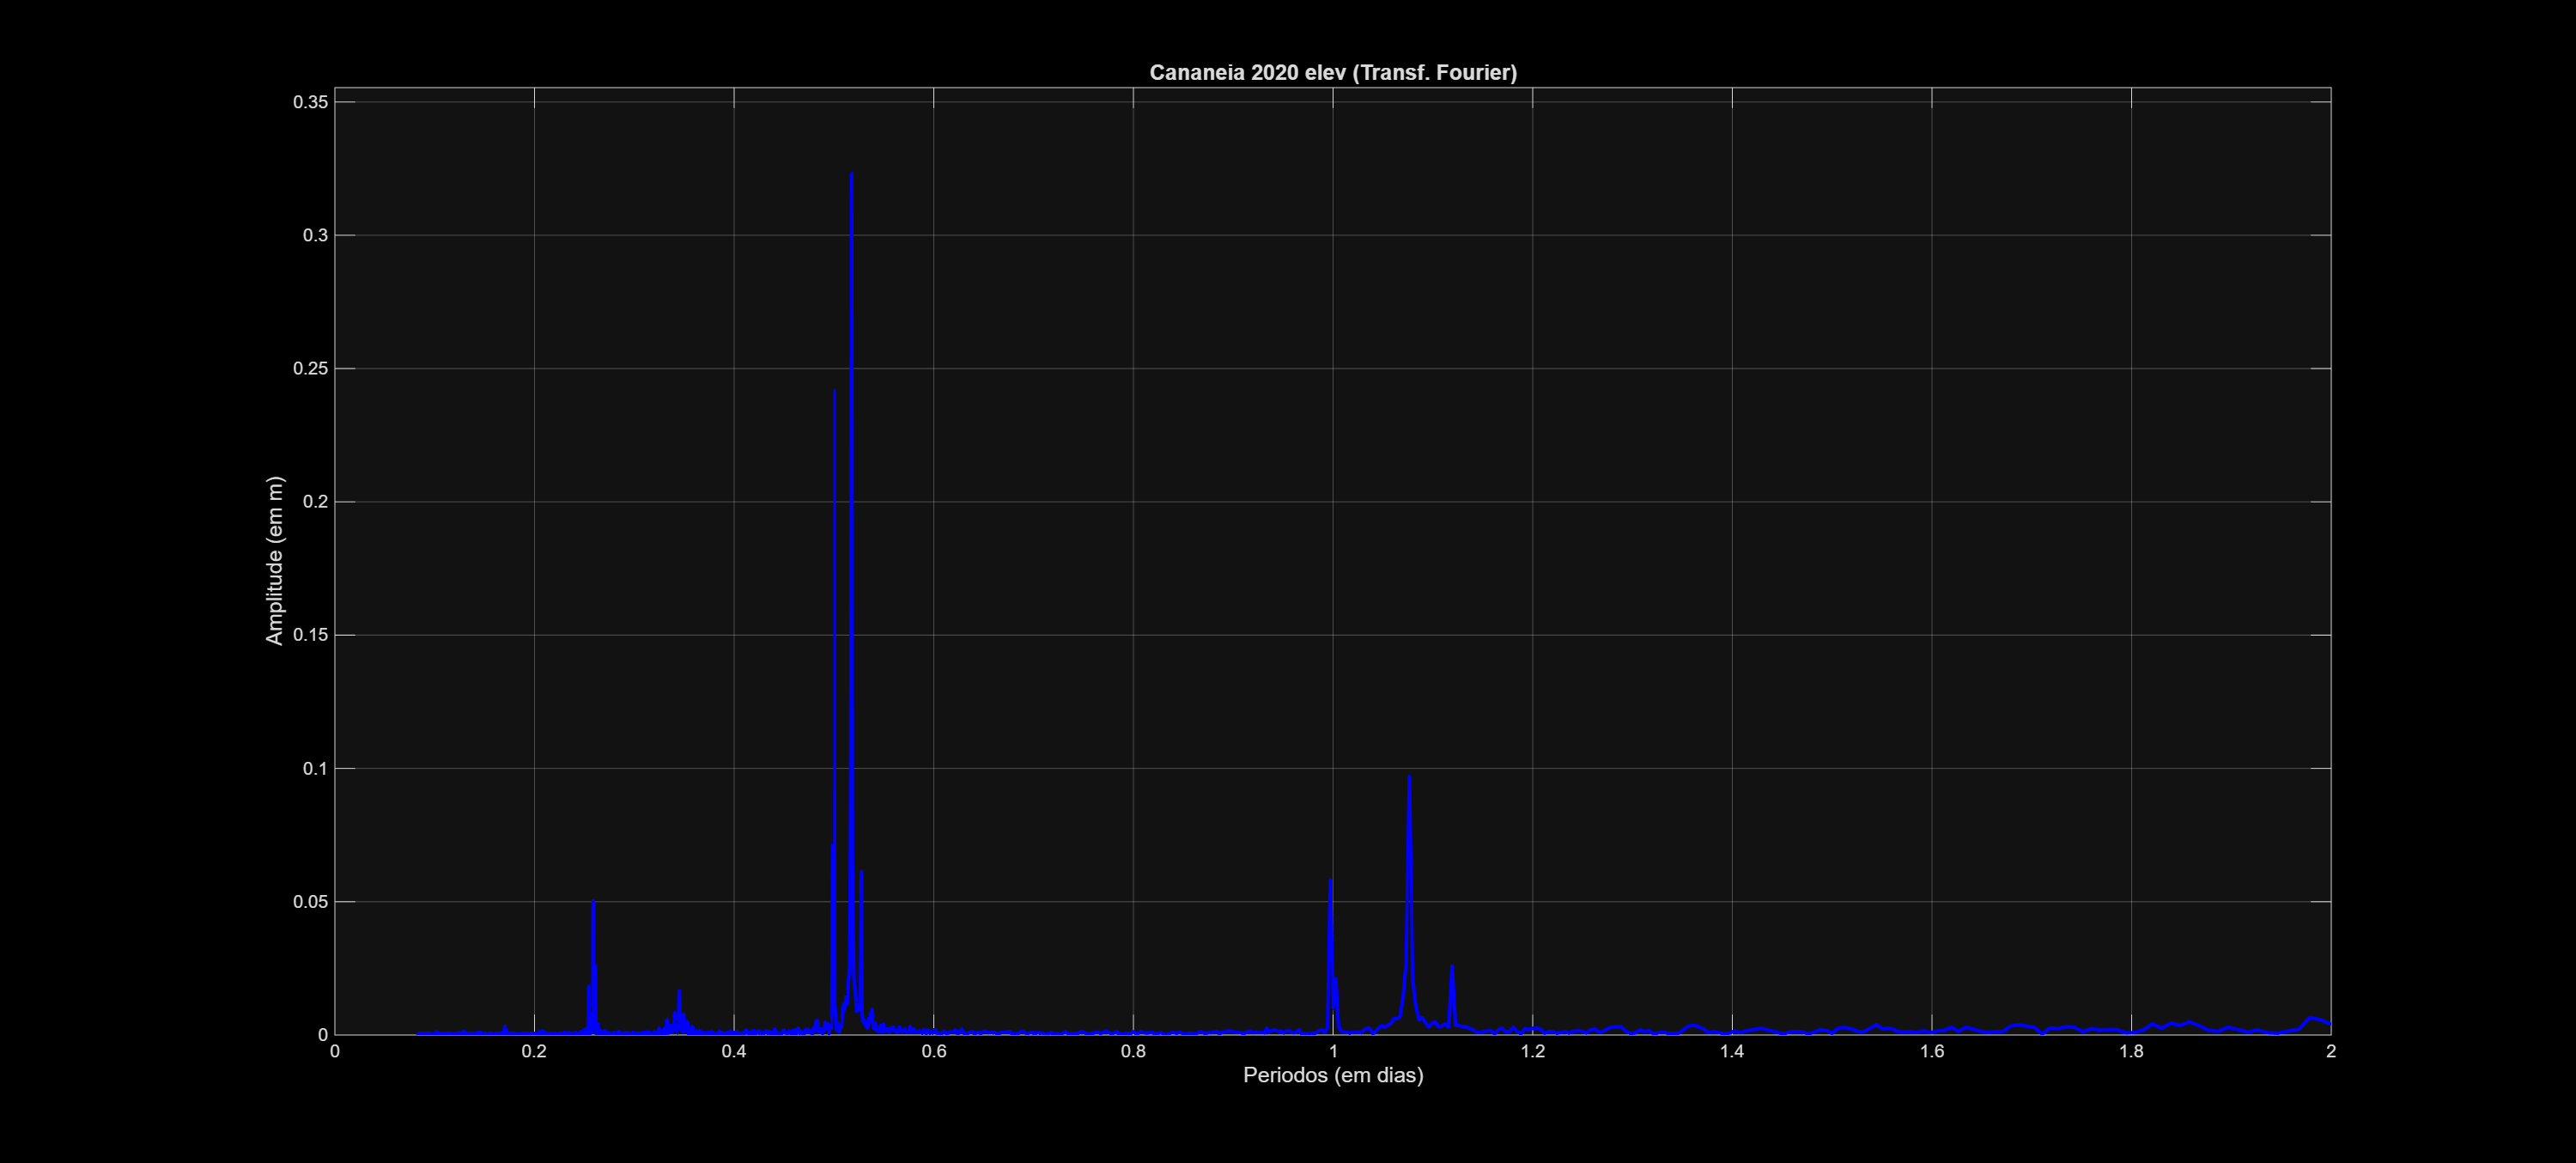 Cananeia 2020 elev (Transf. Fourier)
0.35
0.3
0.25
0.2
0.15
0.1
0.05
0
Amplitude (em m)
0 0.2 0.4 0.6 0.8 1 1.2 1.4 1.6 1.8 2
Periodos (em dias)